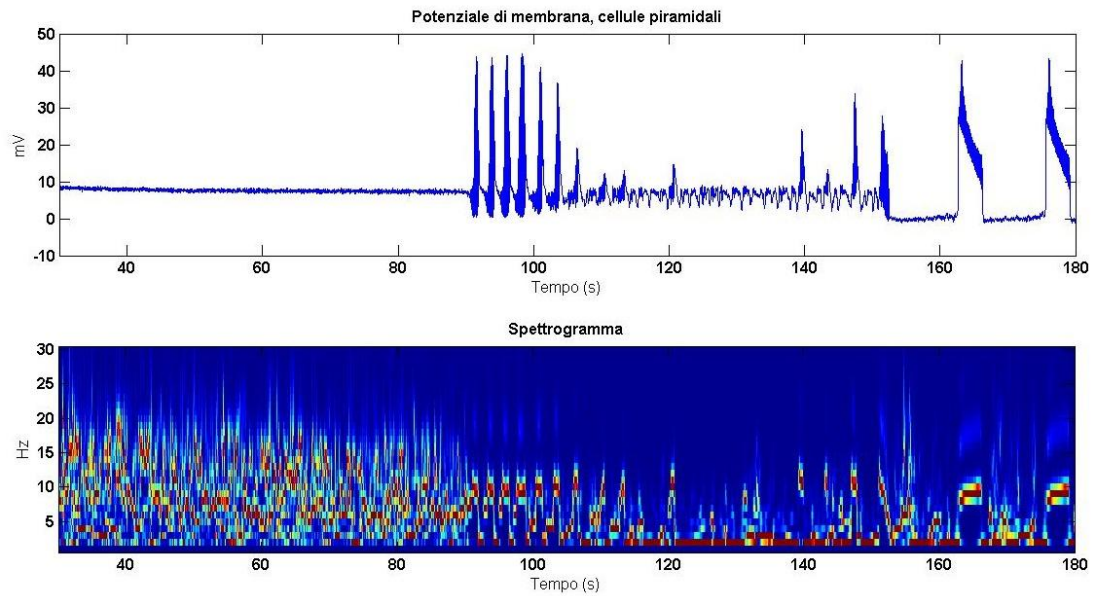 Potenziale di membrana, cellule piramidali
50
40
30
20
10
0
-10
mV
40 60 80 100 120 140 160 180
Tempo (s)
Spettrogramma
30
25
20
15
10
5
Hz
40 60 80 100 120 140 160 180
Tempo (s)